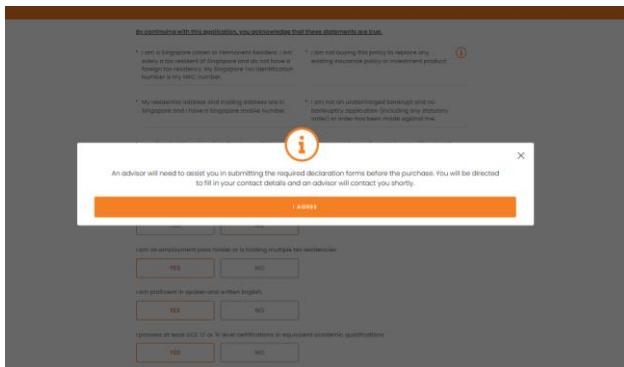 By continuing with this application, you acknowledge that these statements are true.
* I am a Singapore citizen or Permanent Resident. I am
solely a tax resident of Singapore and do not have a
foreign tax residency. My Singapore Tax Identification
Number is my NRIC number.
* I am not buying this policy to replace any
existing insurance policy or investment product.
* My residential address and mailing address are in
Singapore and I have a Singapore mobile number.
* I am not an undischarged bankrupt and no
bankruptcy application (including any statutory
order) or order has been made against me.
An advisor will need to assist you in submitting the required declaration forms before the purchase. You will be directed
to fill in your contact details and an advisor will contact you shortly.
I AGREE
I am an employment pass holder or is holding multiple tax residencies
YES NO
I am proficient in spoken and written English.
YES NO
I possess at least GCE 'O' or 'N' level certifications or equivalent academic qualifications
YES NO